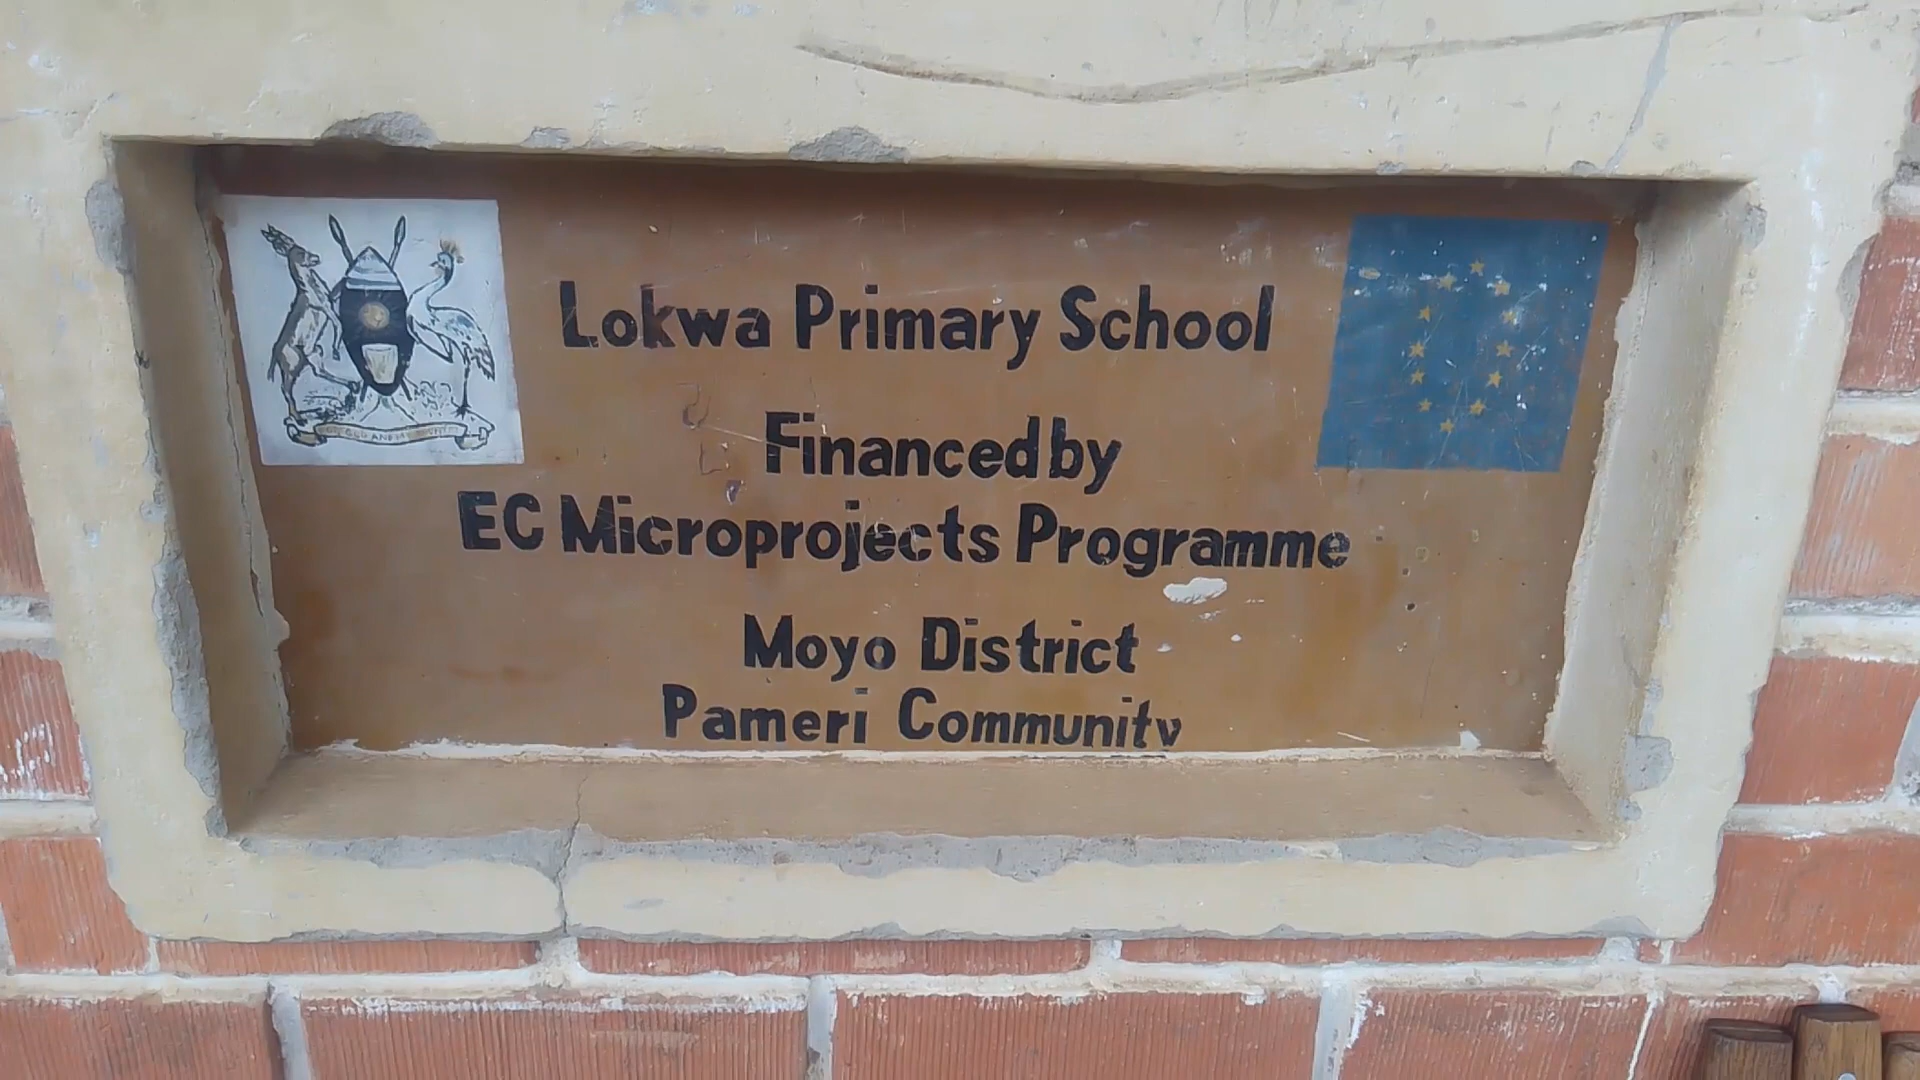 Lokwa Primary School
Financed by
EC Microprojects Programme
Moyo District
Pameri Community